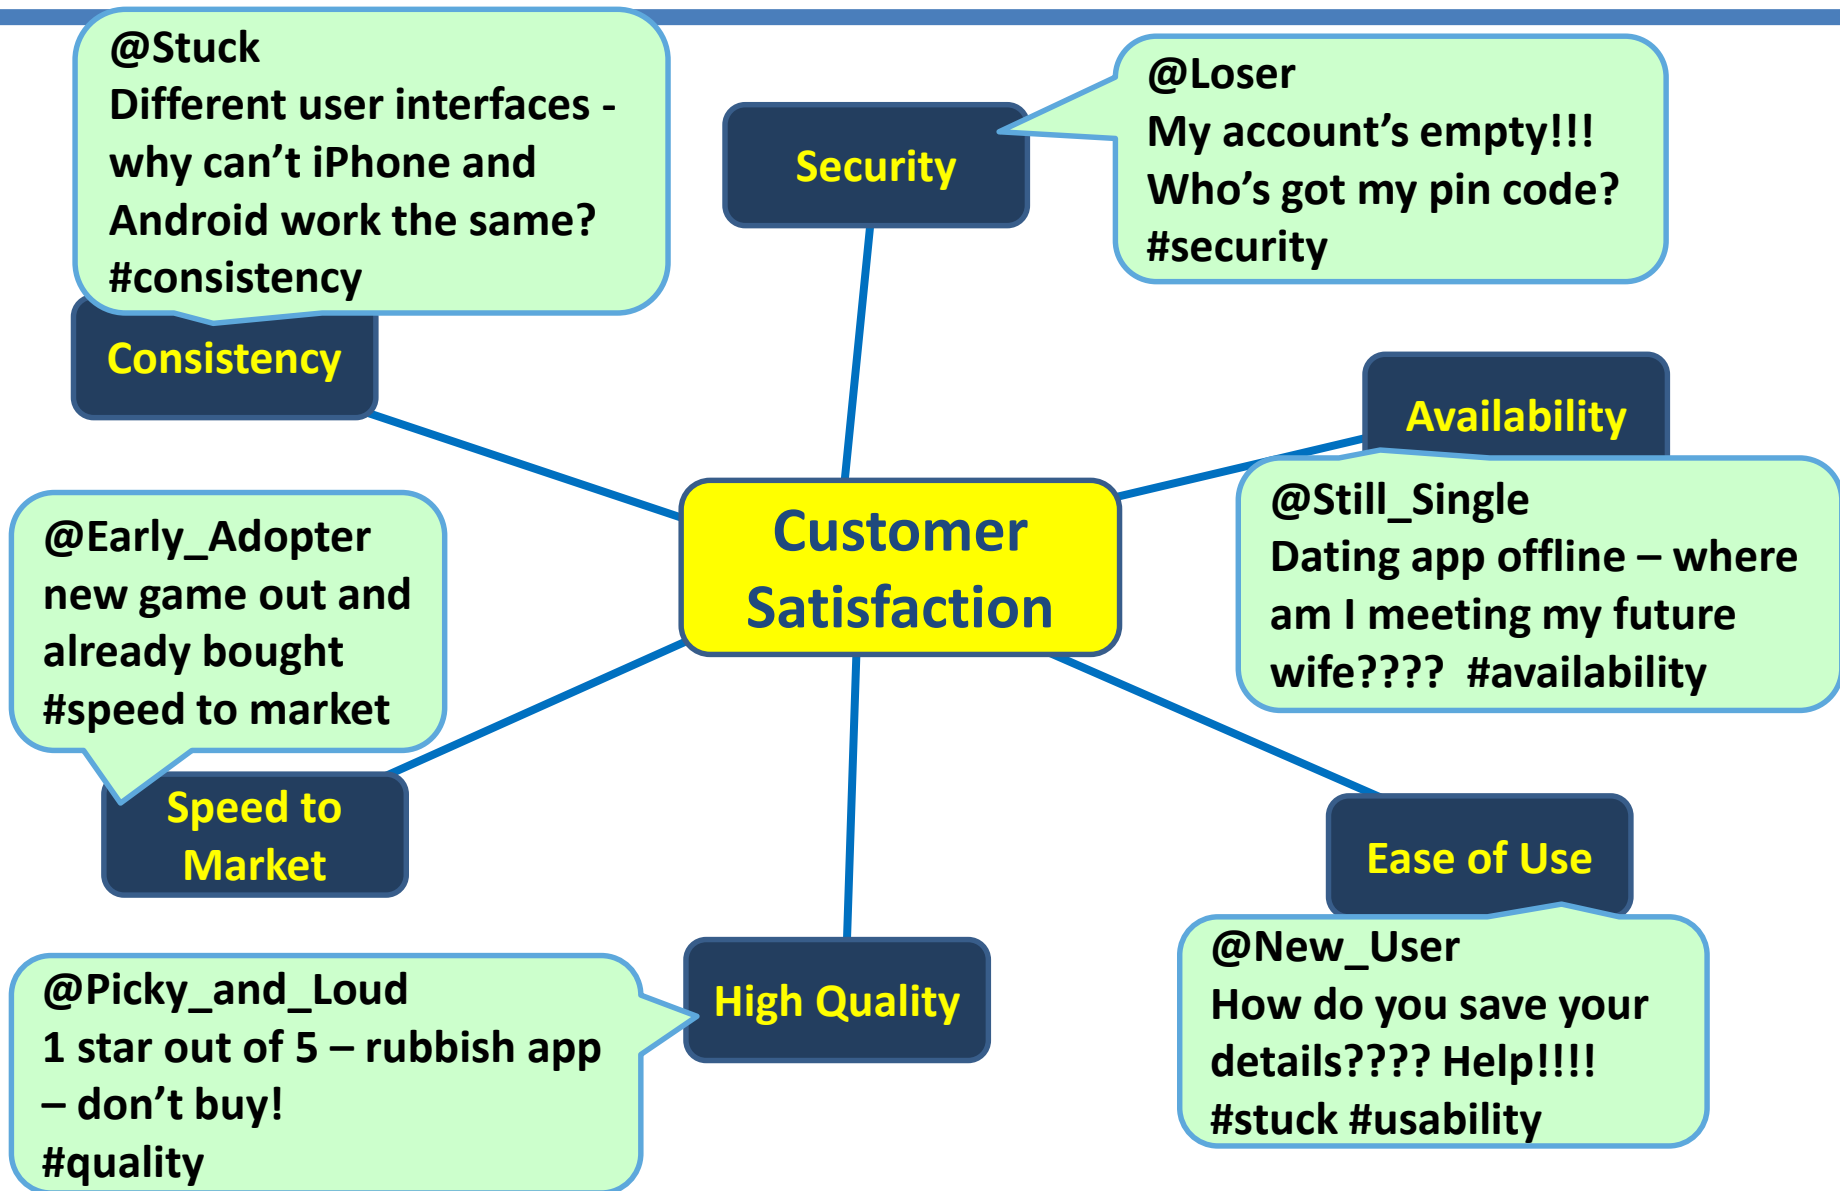 @Stuck
Different user interfaces -
why can’t iPhone and
Android work the same?
#consistency
Consistency
Security
@Loser
My account’s empty!!!
Who’s got my pin code?
#security
Availability
@Still_Single
Dating app offline – where
am I meeting my future
wife???? #availability
Customer
Satisfaction
@Early_Adopter
new game out and
already bought
#speed to market
Speed to
Market
Ease of Use
@New_User
How do you save your
details???? Help!!!!
#stuck #usability
High Quality
@Picky_and_Loud
1 star out of 5 – rubbish app
– don’t buy!
#quality